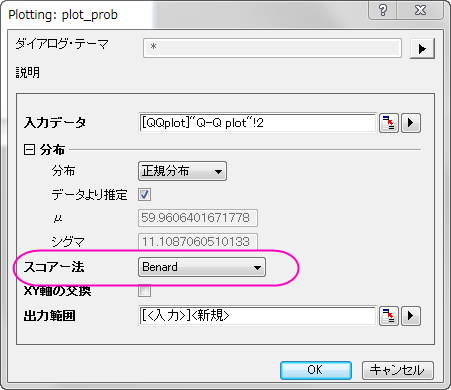 Plotting: plot_prob
ダイアログ・テーマ
*
説明
入力データ
[QQplot]"Q-Q plot"!2
分布
分布
正規分布
データより推定
μ
59.9606401671778
シグマ
11.1087060510133
スコアー法
Benard
XY軸の交換
出力範囲
[<入力>]<新規>
OK
キャンセル